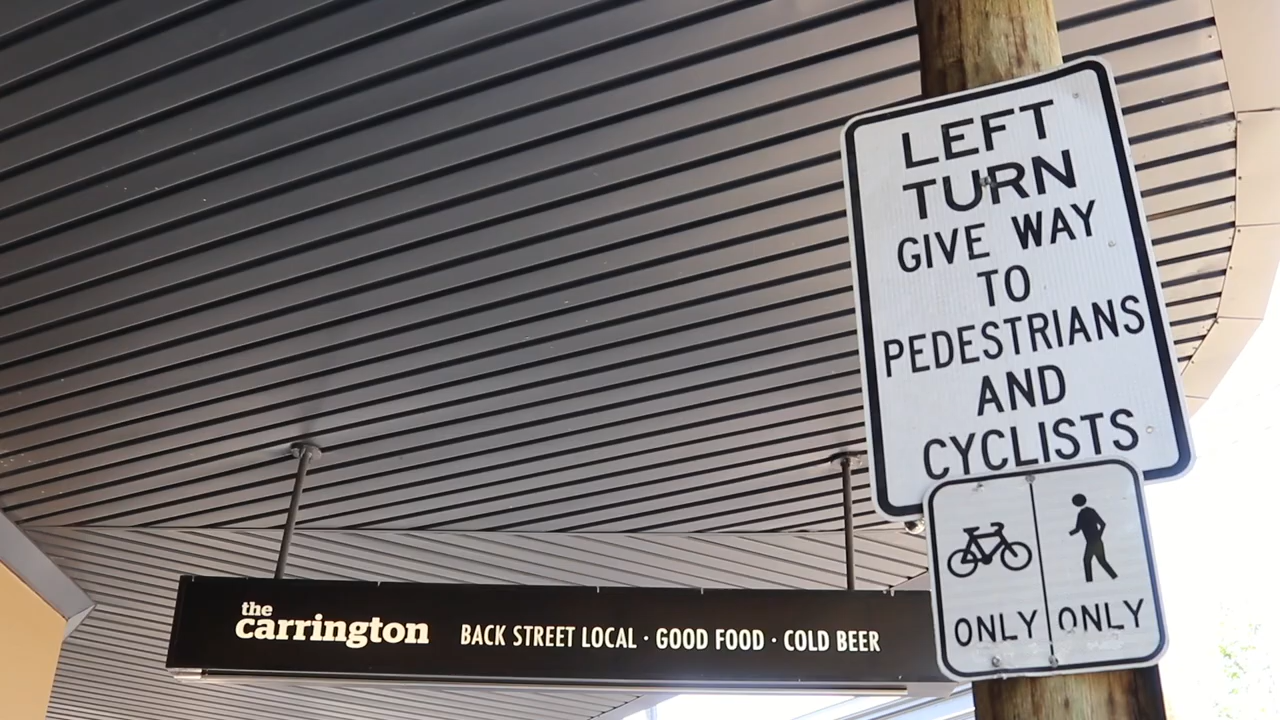 LEFT
TURN
GIVE WAY
TO
PEDESTRIANS
AND
CYCLISTS
ONLY ONLY
the
carrington
BACK STREET LOCAL · GOOD FOOD · COLD BEER